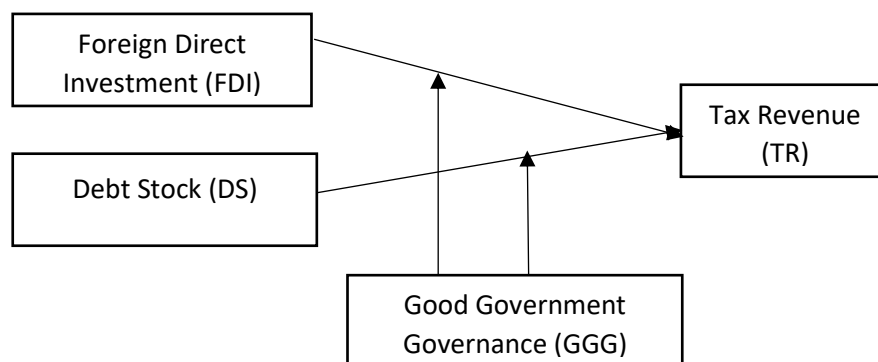 Foreign Direct
Investment (FDI)
Tax Revenue
(TR)
Debt Stock (DS)
Good Government
Governance (GGG)